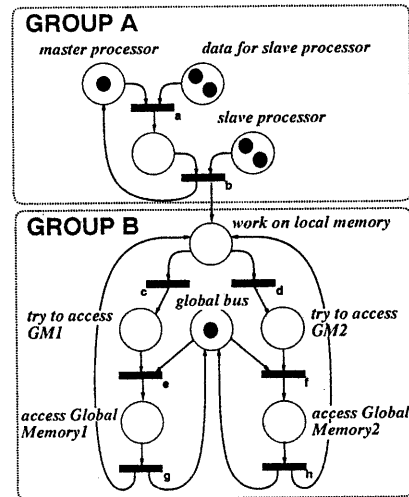 GROUP A
master processor
data for slave processor
a
slave processor
b
GROUP B
work on local memory
c
d
global bus
try to access
GM1
try to access
GM2
e
f
access Global
Memory1
access Global
Memory2
g
h